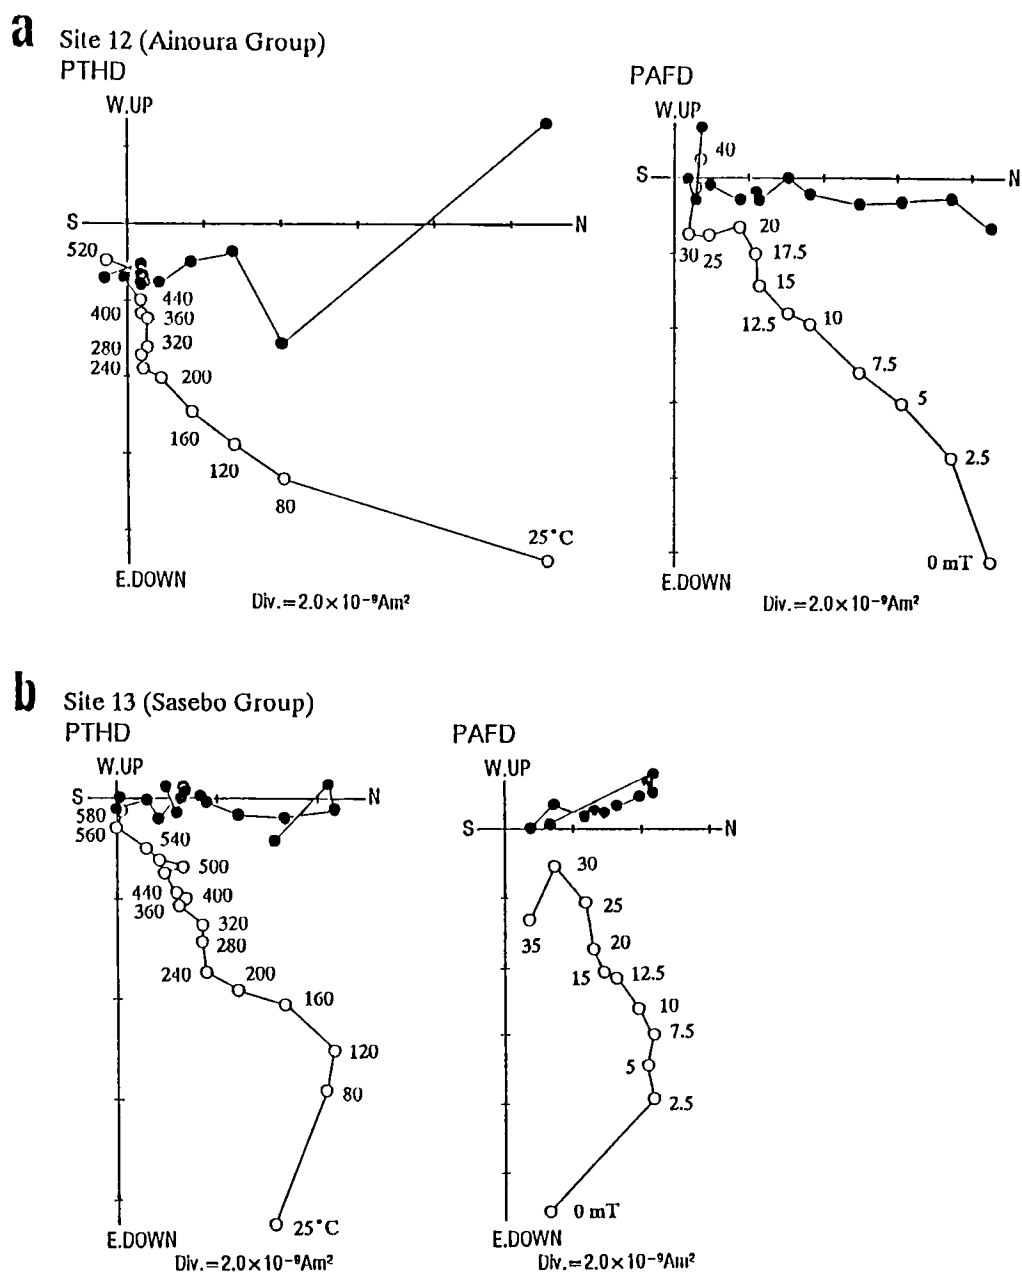 a
Site 12 (Ainoura Group)
PTHD
W.UP
S
N
520
440
400
360
320
280
240
200
160
120
80
25°C
E.DOWN
Div.=2.0×10⁻⁹Am²
PAFD
W.UP
40
S
N
20
30
25
17.5
15
12.5
10
7.5
5
2.5
0 mT
E.DOWN
Div.=2.0×10⁻⁹Am²
b
Site 13 (Sasebo Group)
PTHD
W.UP
S
N
580
560
540
500
440
400
360
320
280
240
200
160
120
80
25°C
E.DOWN
Div.=2.0×10⁻⁹Am²
PAFD
W.UP
S
N
30
25
35
20
15
12.5
10
7.5
5
2.5
0 mT
E.DOWN
Div.=2.0×10⁻⁹Am²